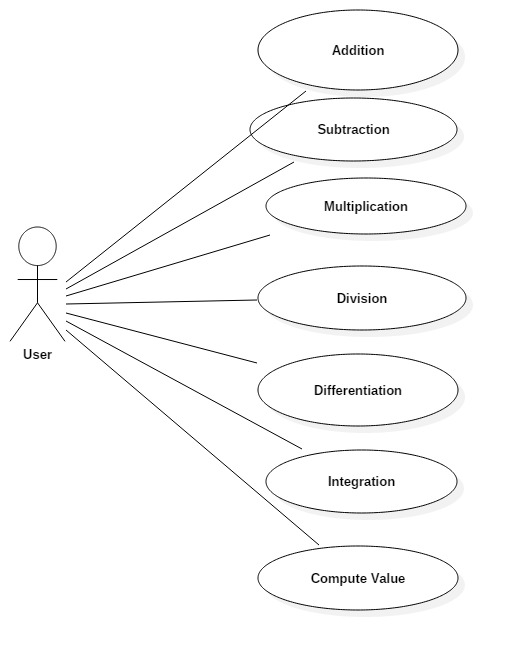 Addition
Subtraction
Multiplication
Division
User
Differentiation
Integration
Compute Value